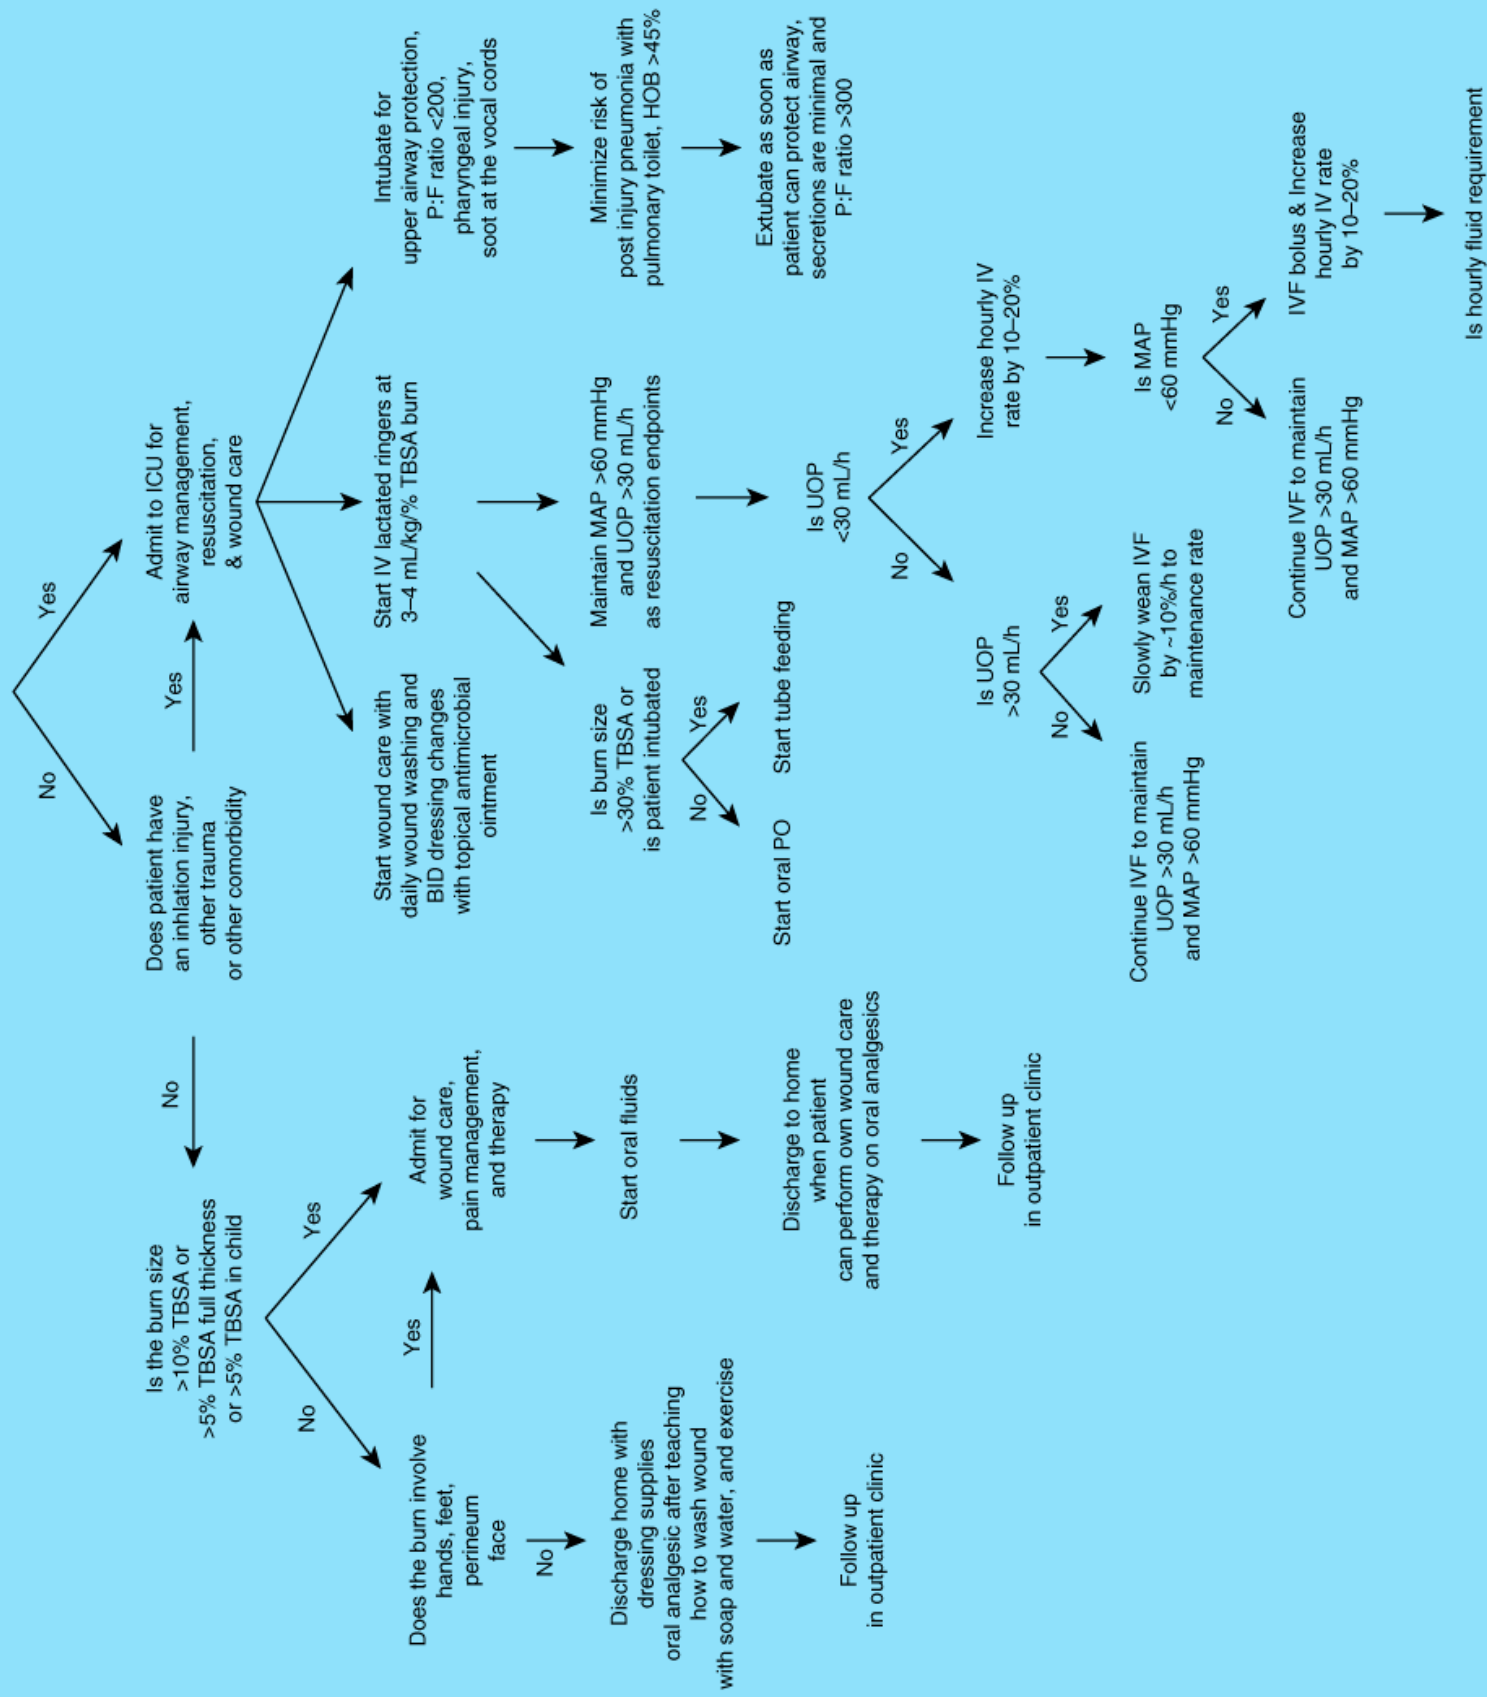 No
Yes
Does patient have
an inhlation injury,
other trauma
or other comorbidity
Yes
Admit to ICU for
airway management,
resuscitation,
& wound care
No
Is the burn size
>10% TBSA or
>5% TBSA full thickness
or >5% TBSA in child
No
Yes
Does the burn involve
hands, feet,
perineum
face
Yes
Admit for
wound care,
pain management,
and therapy
No
Discharge home with
dressing supplies
oral analgesic after teaching
how to wash wound
with soap and water, and exercise
Follow up
in outpatient clinic
Start oral fluids
Discharge to home
when patient
can perform own wound care
and therapy on oral analgesics
Follow up
in outpatient clinic
Start wound care with
daily wound washing and
BID dressing changes
with topical antimicrobial
ointment
Start IV lactated ringers at
3–4 mL/kg/% TBSA burn
Intubate for
upper airway protection,
P:F ratio <200,
pharyngeal injury,
soot at the vocal cords
Is burn size
>30% TBSA or
is patient intubated
No
Yes
Start oral PO
Start tube feeding
Maintain MAP >60 mmHg
and UOP >30 mL/h
as resuscitation endpoints
Minimize risk of
post injury pneumonia with
pulmonary toilet, HOB >45%
Extubate as soon as
patient can protect airway,
secretions are minimal and
P:F ratio >300
Is UOP
<30 mL/h
No
Yes
Is UOP
>30 mL/h
No
Yes
Continue IVF to maintain
UOP >30 mL/h
and MAP >60 mmHg
Slowly wean IVF
by ~10%/h to
maintenance rate
Increase hourly IV
rate by 10–20%
Is MAP
<60 mmHg
No
Yes
Continue IVF to maintain
UOP >30 mL/h
and MAP >60 mmHg
IVF bolus & Increase
hourly IV rate
by 10–20%
Is hourly fluid requirement